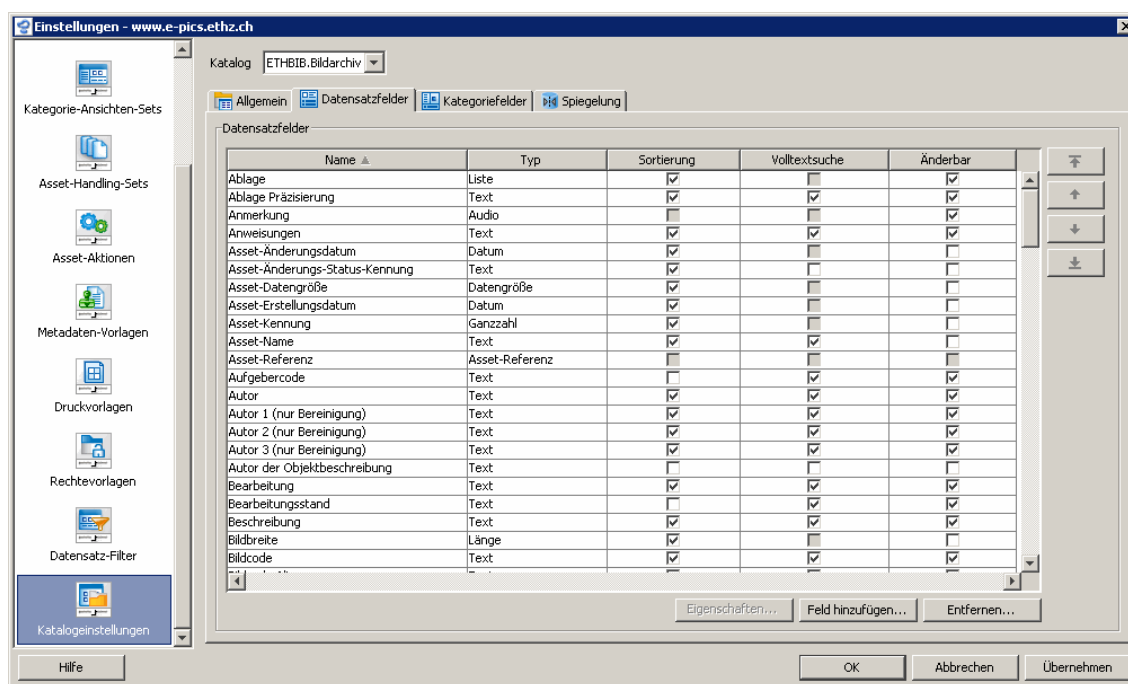 Einstellungen - www.e-pics.ethz.ch
Kategorie-Ansichten-Sets
Asset-Handling-Sets
Asset-Aktionen
Metadaten-Vorlagen
Druckvorlagen
Rechtevorlagen
Datensatz-Filter
Katalogeinstellungen
Katalog ETHBIB.Bildarchiv
Allgemein Datensatzfelder Kategoriefelder Spiegelung
Datensatzfelder
Name Typ Sortierung Volltextsuche Änderbar
Ablage Liste
Ablage Präzisierung Text
Anmerkung Audio
Anweisungen Text
Asset-Änderungsdatum Datum
Asset-Änderungs-Status-Kennung Text
Asset-Datengröße Datengröße
Asset-Erstellungsdatum Datum
Asset-Kennung Ganzzahl
Asset-Name Text
Asset-Referenz Asset-Referenz
Aufgebercode Text
Autor Text
Autor 1 (nur Bereinigung) Text
Autor 2 (nur Bereinigung) Text
Autor 3 (nur Bereinigung) Text
Autor der Objektbeschreibung Text
Bearbeitung Text
Bearbeitungsstand Text
Beschreibung Text
Bildbreite Länge
Bildcode Text
Eigenschaften... Feld hinzufügen... Entfernen...
Hilfe OK Abbrechen Übernehmen